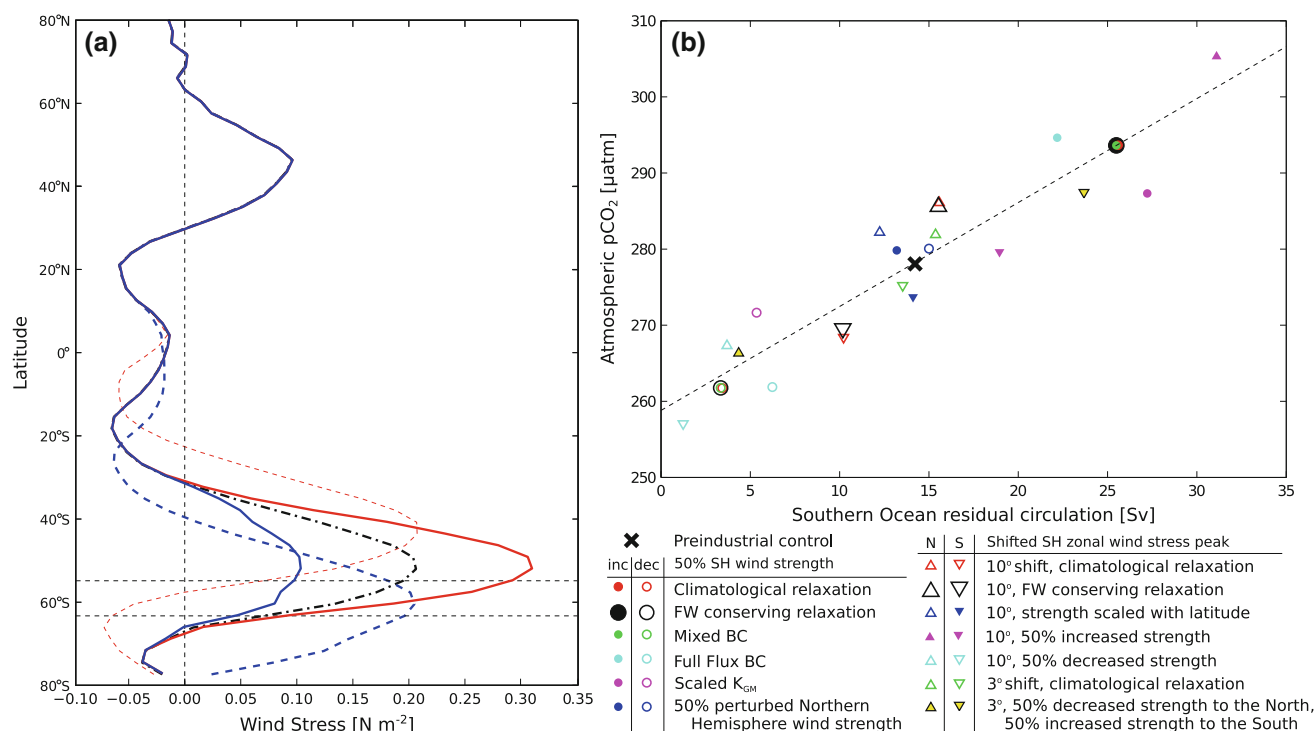 (a)
80°N
60°N
40°N
20°N
0°
20°S
40°S
60°S
80°S
Latitude
-0.10 -0.05 0.00 0.05 0.10 0.15 0.20 0.25 0.30 0.35
Wind Stress [N m-2]
(b)
310
300
290
280
270
260
250
Atmospheric pCO2 [µatm]
0 5 10 15 20 25 30 35
Southern Ocean residual circulation [Sv]
Preindustrial control
inc dec 50% SH wind strength
Climatological relaxation
FW conserving relaxation
Mixed BC
Full Flux BC
Scaled KGM
50% perturbed Northern
Hemisphere wind strength
N S Shifted SH zonal wind stress peak
10° shift, climatological relaxation
10°, FW conserving relaxation
10°, strength scaled with latitude
10°, 50% increased strength
10°, 50% decreased strength
3° shift, climatological relaxation
3°, 50% decreased strength to the North,
50% increased strength to the South